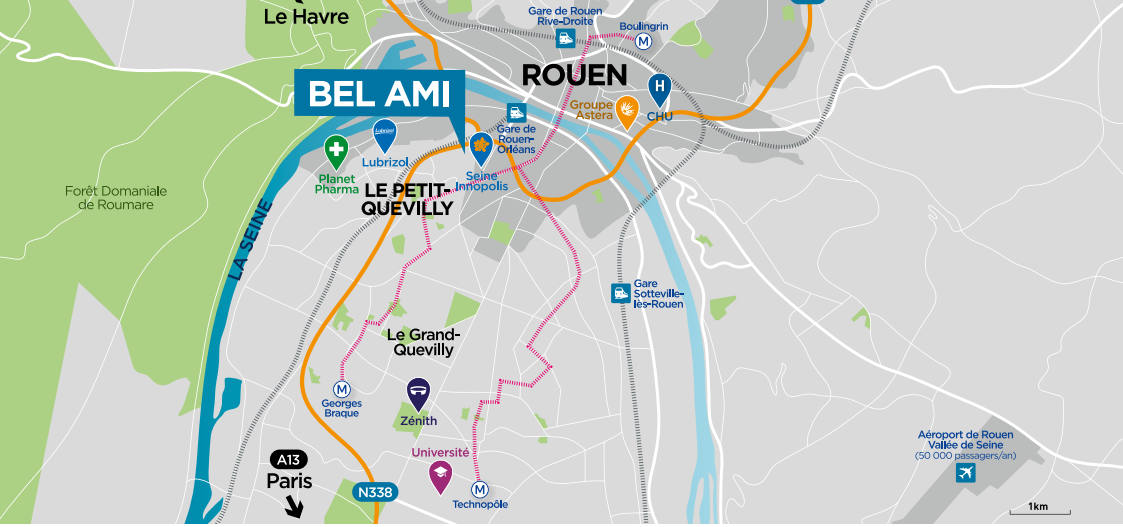 Le Havre
Gare de Rouen
Rive-Droite
Boulingrin
M
ROUEN
H
BEL AMI
Groupe
Astera
CHU
Lubrizol
Gare de
Rouen-
Orléans
Lubrizol
Planet
Pharma
Seine
Innopolis
LE PETIT-
QUEVILLY
Forêt Domaniale
de Roumare
LA SEINE
Gare
Sotteville-
lès-Rouen
Le Grand-
Quevilly
M
Georges
Braque
Zénith
Université
A13
Paris
N338
M
Technopôle
Aéroport de Rouen
Vallée de Seine
(50 000 passagers/an)
1km